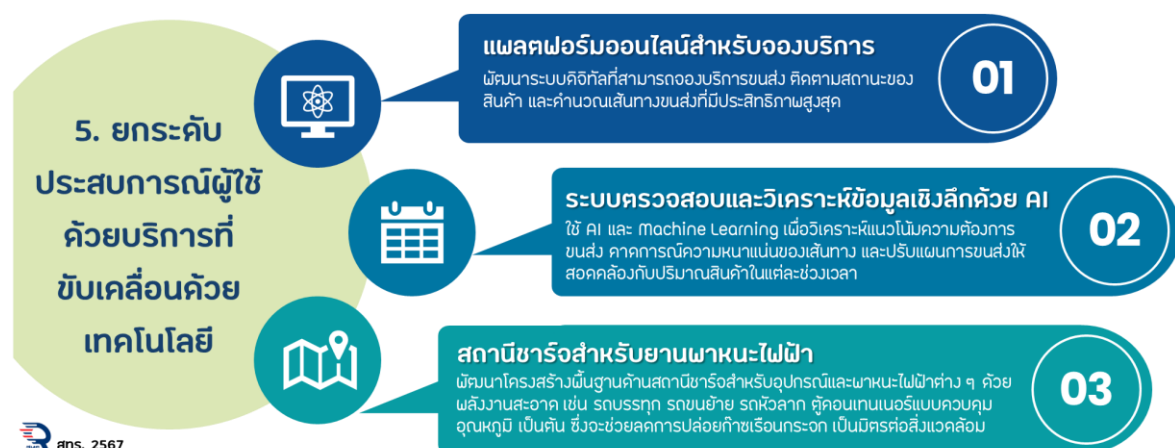 5. ยกระดับ
ประสบการณ์ผู้ใช้
ด้วยบริการที่
ขับเคลื่อนด้วย
เทคโนโลยี
แพลตฟอร์มออนไลน์สำหรับจองบริการ
พัฒนาระบบดิจิทัลที่สามารถจองบริการขนส่ง ติดตามสถานะของ
สินค้า และคำนวณเส้นทางขนส่งที่มีประสิทธิภาพสูงสุด
01
ระบบตรวจสอบและวิเคราะห์ข้อมูลเชิงลึกด้วย AI
ใช้ AI และ Machine Learning เพื่อวิเคราะห์แนวโน้มความต้องการ
ขนส่ง คาดการณ์ความหนาแน่นของเส้นทาง และปรับแผนการขนส่งให้
สอดคล้องกับปริมาณสินค้าในแต่ละช่วงเวลา
02
สถานีชาร์จสำหรับยานพาหนะไฟฟ้า
พัฒนาโครงสร้างพื้นฐานด้านสถานีชาร์จสำหรับอุปกรณ์และพาหนะไฟฟ้าต่าง ๆ ด้วย
พลังงานสะอาด เช่น รถบรรทุก รถขนย้าย รถหัวลาก ตู้คอนเทนเนอร์แบบควบคุม
อุณหภูมิ เป็นต้น ซึ่งจะช่วยลดการปล่อยก๊าซเรือนกระจก เป็นมิตรต่อสิ่งแวดล้อม
03
สทร. 2567